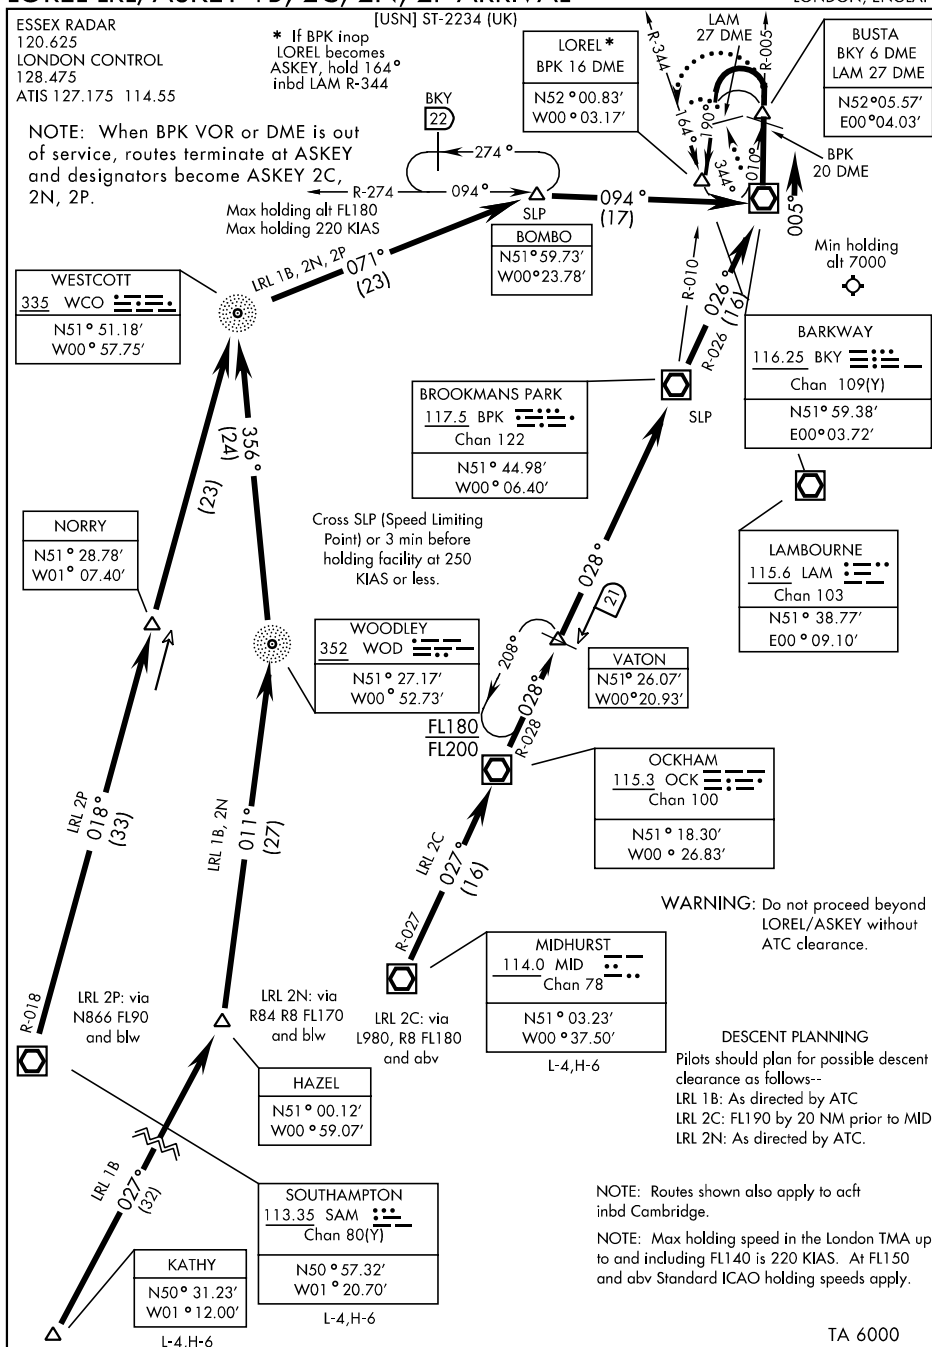 LOREL LRL/ASKEY 1B, 2C, 2N, 2P ARRIVAL
LONDON, ENGLAND
[USN] ST-2234 (UK)
ESSEX RADAR
120.625
LONDON CONTROL
128.475
ATIS 127.175 114.55
* If BPK inop
LOREL becomes
ASKEY, hold 164°
inbd LAM R-344
NOTE: When BPK VOR or DME is out
of service, routes terminate at ASKEY
and designators become ASKEY 2C,
2N, 2P.
LOREL*
BPK 16 DME
N52°00.83'
W00°03.17'
LAM
27 DME
R-344
R-005
BUSTA
BKY 6 DME
LAM 27 DME
N52°05.57'
E00°04.03'
BPK
20 DME
164°
190°
344°
010°
005°
BKY
22
274°
R-274
094°
SLP
Max holding alt FL180
Max holding 220 KIAS
094°
(17)
BOMBO
N51°59.73'
W00°23.78'
LRL 1B, 2N, 2P
071°
(23)
WESTCOTT
335 WCO
N51° 51.18'
W00° 57.75'
Min holding
alt 7000
R-010
026°
(16)
R-026
BARKWAY
116.25 BKY
Chan 109(Y)
N51° 59.38'
E00°03.72'
BROOKMANS PARK
117.5 BPK
Chan 122
N51° 44.98'
W00° 06.40'
SLP
356°
(24)
(23)
NORRY
N51° 28.78'
W01° 07.40'
Cross SLP (Speed Limiting
Point) or 3 min before
holding facility at 250
KIAS or less.
028°
21
LAMBOURNE
115.6 LAM
Chan 103
N51° 38.77'
E00° 09.10'
WOODLEY
352 WOD
N51° 27.17'
W00° 52.73'
208°
028°
R-028
VATON
N51° 26.07'
W00°20.93'
FL180
FL200
OCKHAM
115.3 OCK
Chan 100
N51° 18.30'
W00° 26.83'
LRL 2P
018°
(33)
LRL 1B, 2N
011°
(27)
LRL 2C
027°
(16)
R-027
WARNING: Do not proceed beyond
LOREL/ASKEY without
ATC clearance.
MIDHURST
114.0 MID
Chan 78
N51° 03.23'
W00° 37.50'
L-4,H-6
R-018
LRL 2P: via
N866 FL90
and blw
LRL 2N: via
R84 R8 FL170
and blw
LRL 2C: via
L980, R8 FL180
and abv
HAZEL
N51° 00.12'
W00° 59.07'
DESCENT PLANNING
Pilots should plan for possible descent
clearance as follows--
LRL 1B: As directed by ATC
LRL 2C: FL190 by 20 NM prior to MID
LRL 2N: As directed by ATC.
LRL 1B
027°
(32)
SOUTHAMPTON
113.35 SAM
Chan 80(Y)
N50° 57.32'
W01° 20.70'
L-4,H-6
KATHY
N50° 31.23'
W01° 12.00'
L-4,H-6
NOTE: Routes shown also apply to acft
inbd Cambridge.
NOTE: Max holding speed in the London TMA up
to and including FL140 is 220 KIAS. At FL150
and abv Standard ICAO holding speeds apply.
TA 6000